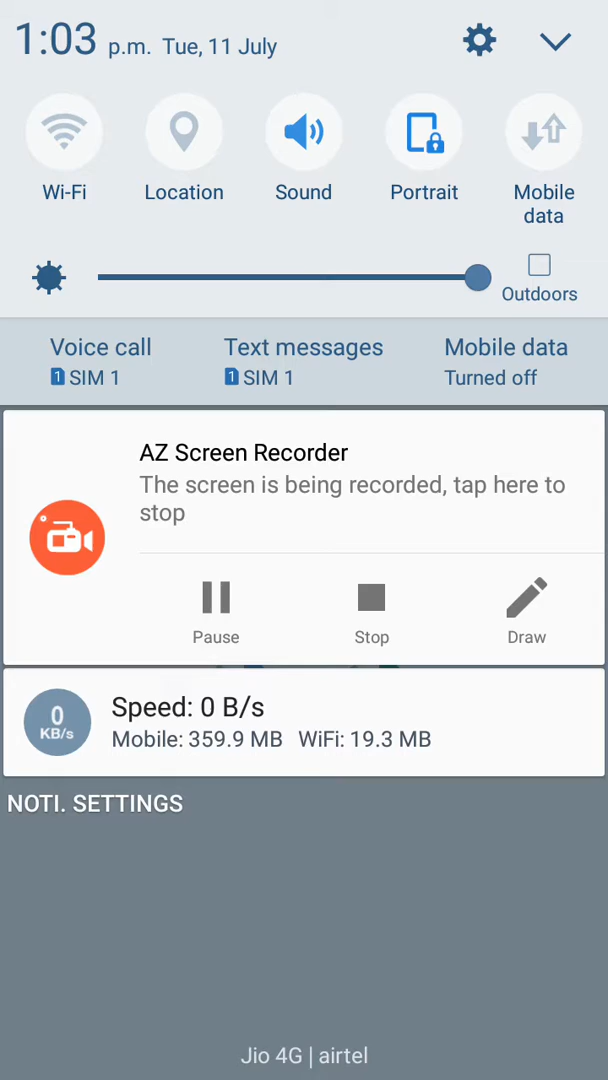 1:03 p.m. Tue, 11 July
Wi-Fi
Location
Sound
Portrait
Mobile
data
Outdoors
Voice call
1 SIM 1
Text messages
1 SIM 1
Mobile data
Turned off
AZ Screen Recorder
The screen is being recorded, tap here to
stop
Pause
Stop
Draw
0
KB/s
Speed: 0 B/s
Mobile: 359.9 MB WiFi: 19.3 MB
NOTI. SETTINGS
Jio 4G | airtel